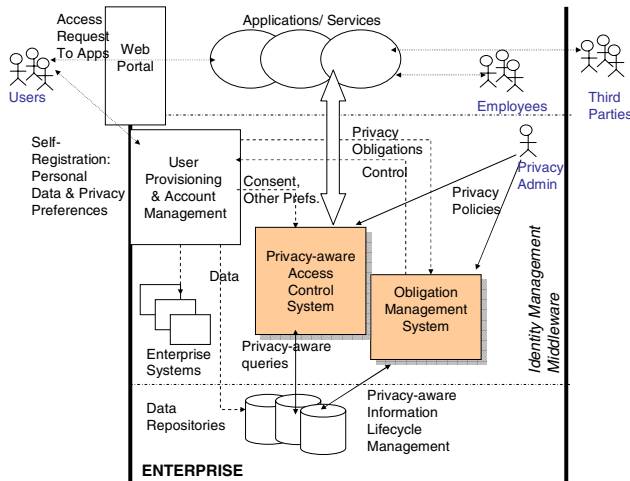 Access
Request
To Apps
Web
Portal
Applications/ Services
Users
Employees
Third
Parties
Self-
Registration:
Personal
Data & Privacy
Preferences
User
Provisioning
& Account
Management
Privacy
Obligations
Control
Consent,
Other Prefs.
Privacy
Admin
Privacy
Policies
Privacy-aware
Access
Control
System
Obligation
Management
System
Data
Enterprise
Systems
Privacy-aware
queries
Identity Management
Middleware
Data
Repositories
Privacy-aware
Information
Lifecycle
Management
ENTERPRISE